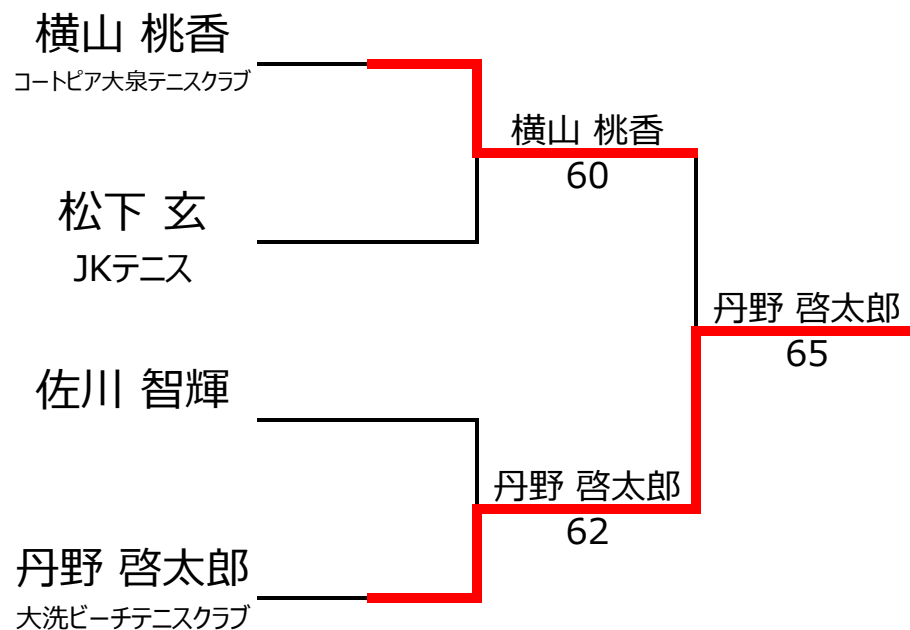 横山 桃香
コートピア大泉テニスクラブ
松下 玄
JKテニス
佐川 智輝
丹野 啓太郎
大洗ビーチテニスクラブ
横山 桃香
60
丹野 啓太郎
62
丹野 啓太郎
65